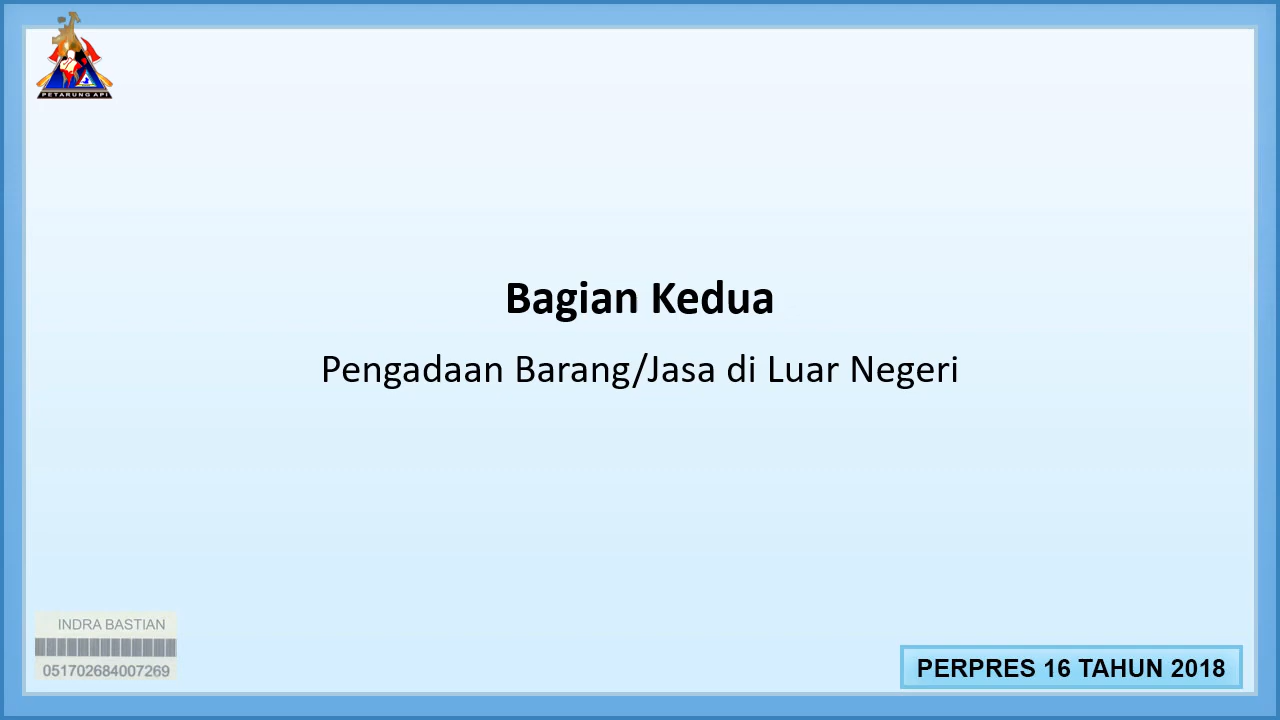 PETARUNG API
Bagian Kedua
Pengadaan Barang/Jasa di Luar Negeri
INDRA BASTIAN
051702684007269
PERPRES 16 TAHUN 2018